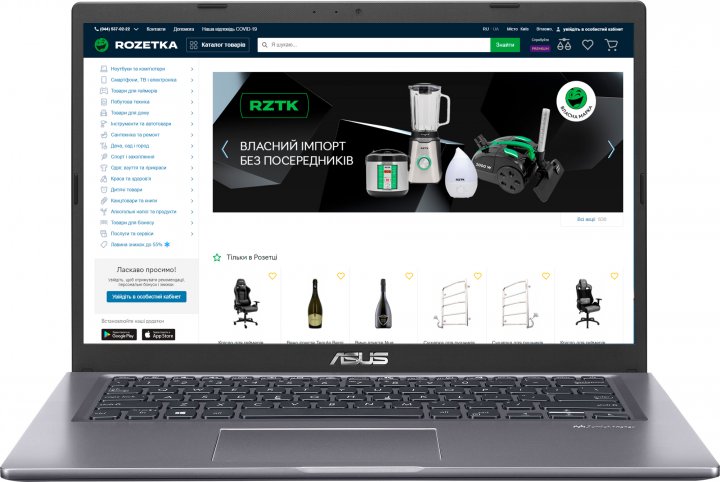 (044) 537-02-22
Контакти
Допомога
Наша відповідь COVID-19
RU
UA
Місто
Київ
Вітаємо,
увійдіть в особистий кабінет
ROZETKA
Каталог товарів
Я шукаю...
Знайти
Спробуйте
PREMIUM
Ноутбуки та комп'ютери
Смартфони, ТВ і електроніка
Товари для геймерів
Побутова техніка
Товари для дому
Інструменти та автотовари
Сантехніка та ремонт
Дача, сад і город
Спорт і захоплення
Одяг, взуття та прикраси
Краса та здоров'я
Дитячі товари
Канцтовари та книги
Алкогольні напої та продукти
Товари для бізнесу
Послуги та сервіси
Лавина знижок до 55%
RZTK
ВЛАСНИЙ ІМПОРТ
БЕЗ ПОСЕРЕДНИКІВ
RZTK
RZTK
ВЛАСНА МАРКА
Всі акції
Ласкаво просимо!
Увійдіть, щоб отримувати рекомендації,
персональні бонуси і знижки
Увійдіть в особистий кабінет
Встановлюйте наші додатки
Google Play
App Store
Тільки в Розетці
ASUS